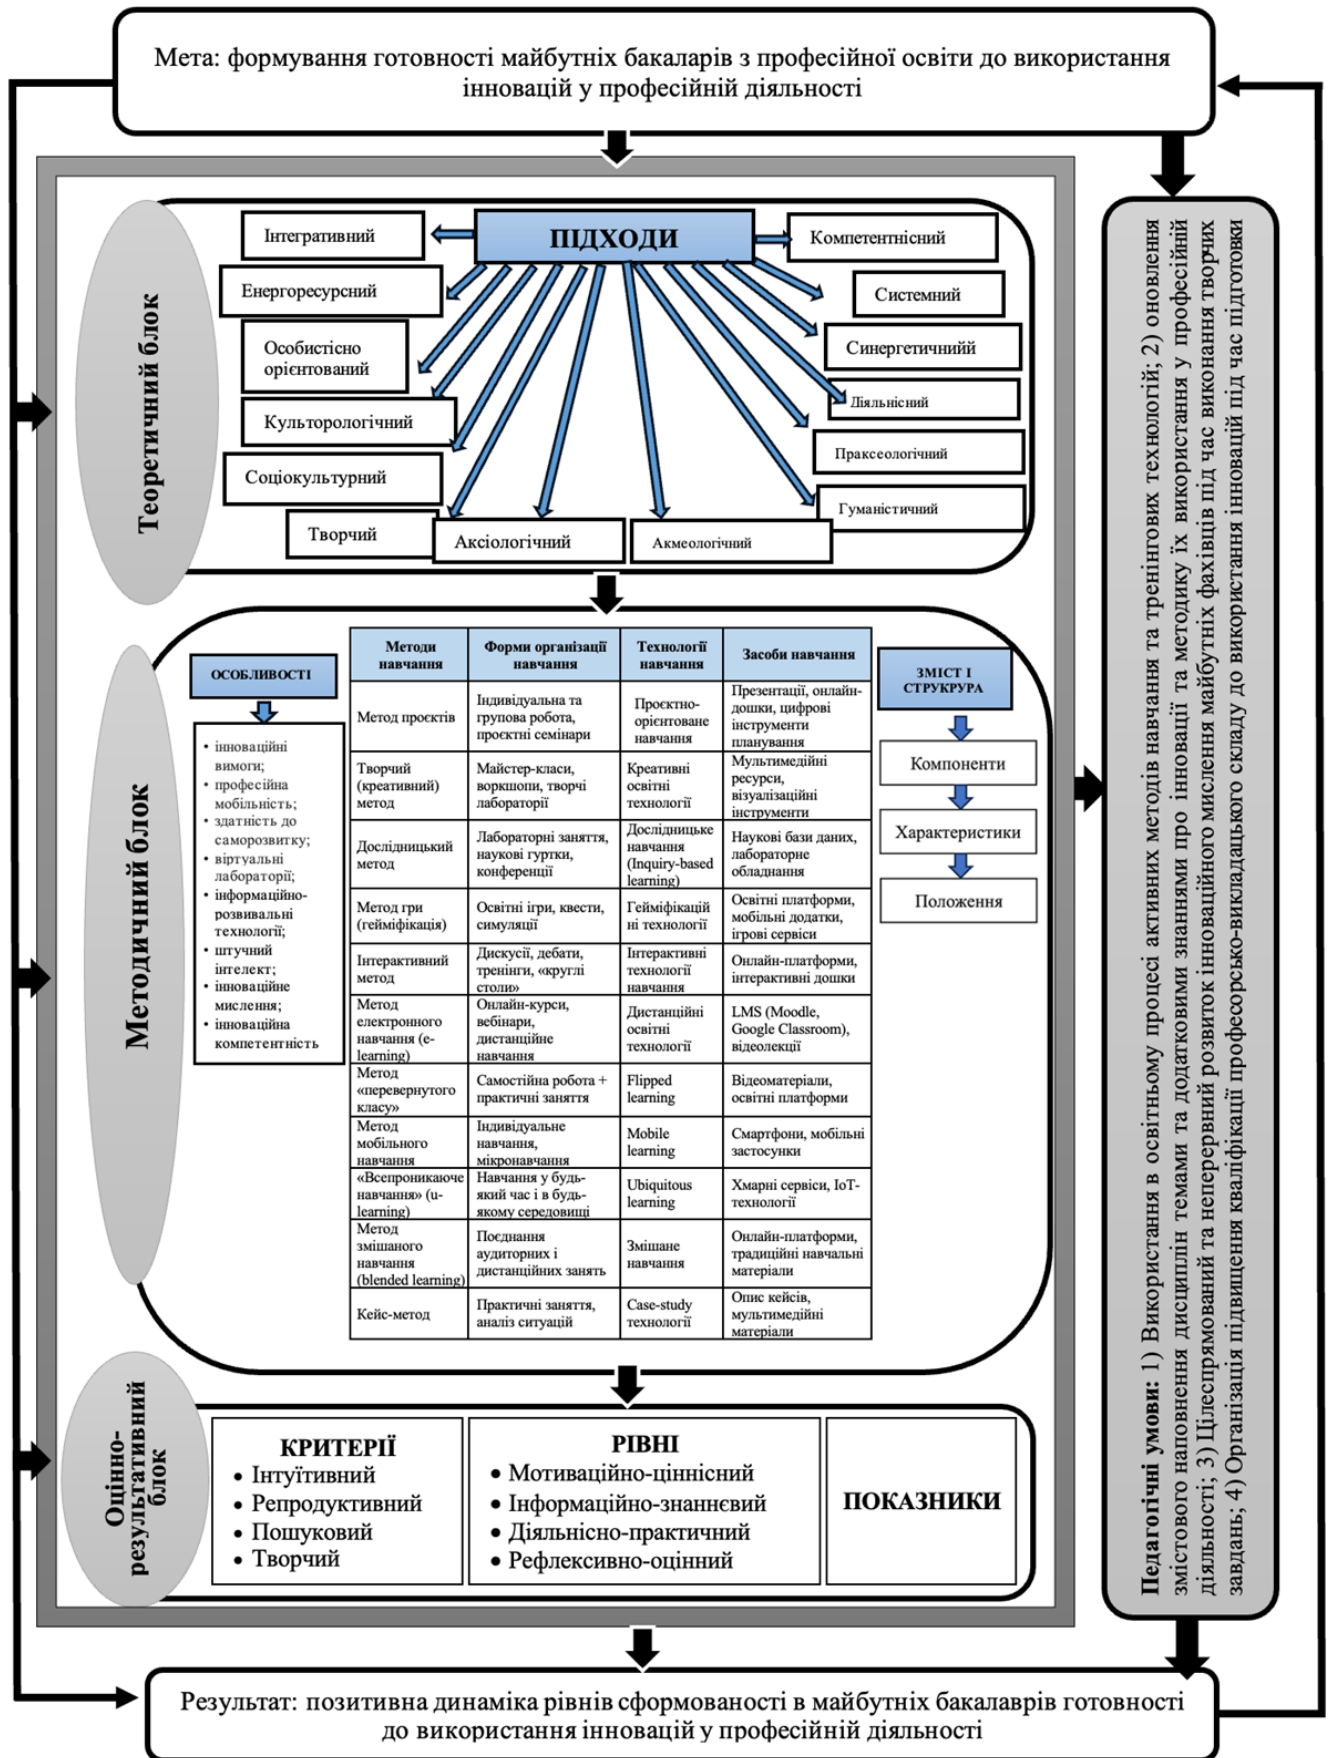 Мета: формування готовності майбутніх бакаларів з професійної освіти до використання
інновацій у професійній діяльності
Теоретичний блок
ПІДХОДИ
Інтегративний
Енергоресурсний
Особистісно
орієнтований
Культорологічний
Соціокультурний
Творчий
Аксіологічний
Акмеологічний
Компетентнісний
Системний
Синергетичнийй
Діяльнісний
Праксеологічний
Гуманістичний
Методичний блок
ОСОБЛИВОСТІ
• інноваційні
вимоги;
• професійна
мобільність;
• здатність до
саморозвитку;
• віртуальні
лабораторії;
• інформаційно-
розвивальні
технології;
• штучний
інтелект;
• інноваційне
мислення;
• інноваційна
компетентність
Методи
навчання
Форми організації
навчання
Технології
навчання
Засоби навчання
Метод проєктів
Індивідуальна та
групова робота,
проєктні семінари
Проєктно-
орієнтоване
навчання
Презентації, онлайн-
дошки, цифрові
інструменти
планування
Творчий
(креативний)
метод
Майстер-класи,
воркшопи, творчі
лабораторії
Креативні
освітні
технології
Мультимедійні
ресурси,
візуалізаційні
інструменти
Дослідницький
метод
Лабораторні заняття,
наукові гуртки,
конференції
Дослідницьке
навчання
(Inquiry-based
learning)
Наукові бази даних,
лабораторне
обладнання
Метод гри
(гейміфікація)
Освітні ігри, квести,
симуляції
Гейміфікацій
ні технології
Освітні платформи,
мобільні додатки,
ігрові сервіси
Інтерактивний
метод
Дискусії, дебати,
тренінги, «круглі
столи»
Інтерактивні
технології
навчання
Онлайн-платформи,
інтерактивні дошки
Метод
електронного
навчання (e-
learning)
Онлайн-курси,
вебінари,
дистанційне
навчання
Дистанційні
освітні
технології
LMS (Moodle,
Google Classroom),
відеолекції
Метод
«перевернутого
класу»
Самостійна робота +
практичні заняття
Flipped
learning
Відеоматеріали,
освітні платформи
Метод
мобільного
навчання
Індивідуальне
навчання,
мікронавчання
Mobile
learning
Смартфони, мобільні
застосунки
«Всепроникаюче
навчання» (u-
learning)
Навчання у будь-
який час і в будь-
якому середовищі
Ubiquitous
learning
Хмарні сервіси, IoT-
технології
Метод
змішаного
навчання
(blended learning)
Поєднання
аудиторних і
дистанційних занять
Змішане
навчання
Онлайн-платформи,
традиційні навчальні
матеріали
Кейс-метод
Практичні заняття,
аналіз ситуацій
Case-study
технології
Опис кейсів,
мультимедійні
матеріали
ЗМІСТ І
СТРУКРУРА
Компоненти
Характеристики
Положення
Оцінно-
результативний
блок
КРИТЕРІЇ
• Інтуїтивний
• Репродуктивний
• Пошуковий
• Творчий
РІВНІ
• Мотиваційно-ціннісний
• Інформаційно-знаннєвий
• Діяльнісно-практичний
• Рефлексивно-оцінний
ПОКАЗНИКИ
Педагогічні умови: 1) Використання в освітньому процесі активних методів навчання та тренінгових технологій; 2) оновлення
змістового наповнення дисциплін темами та додатковими знаннями про інновації та методику їх використання у професійній
діяльності; 3) Цілеспрямований та неперервний розвиток інноваційного мислення майбутніх фахівців під час виконання творчих
завдань; 4) Організація підвищення кваліфікації професорсько-викладацького складу до використання інновацій під час підготовки
Результат: позитивна динаміка рівнів сформованості в майбутніх бакалаврів готовності
до використання інновацій у професійній діяльності